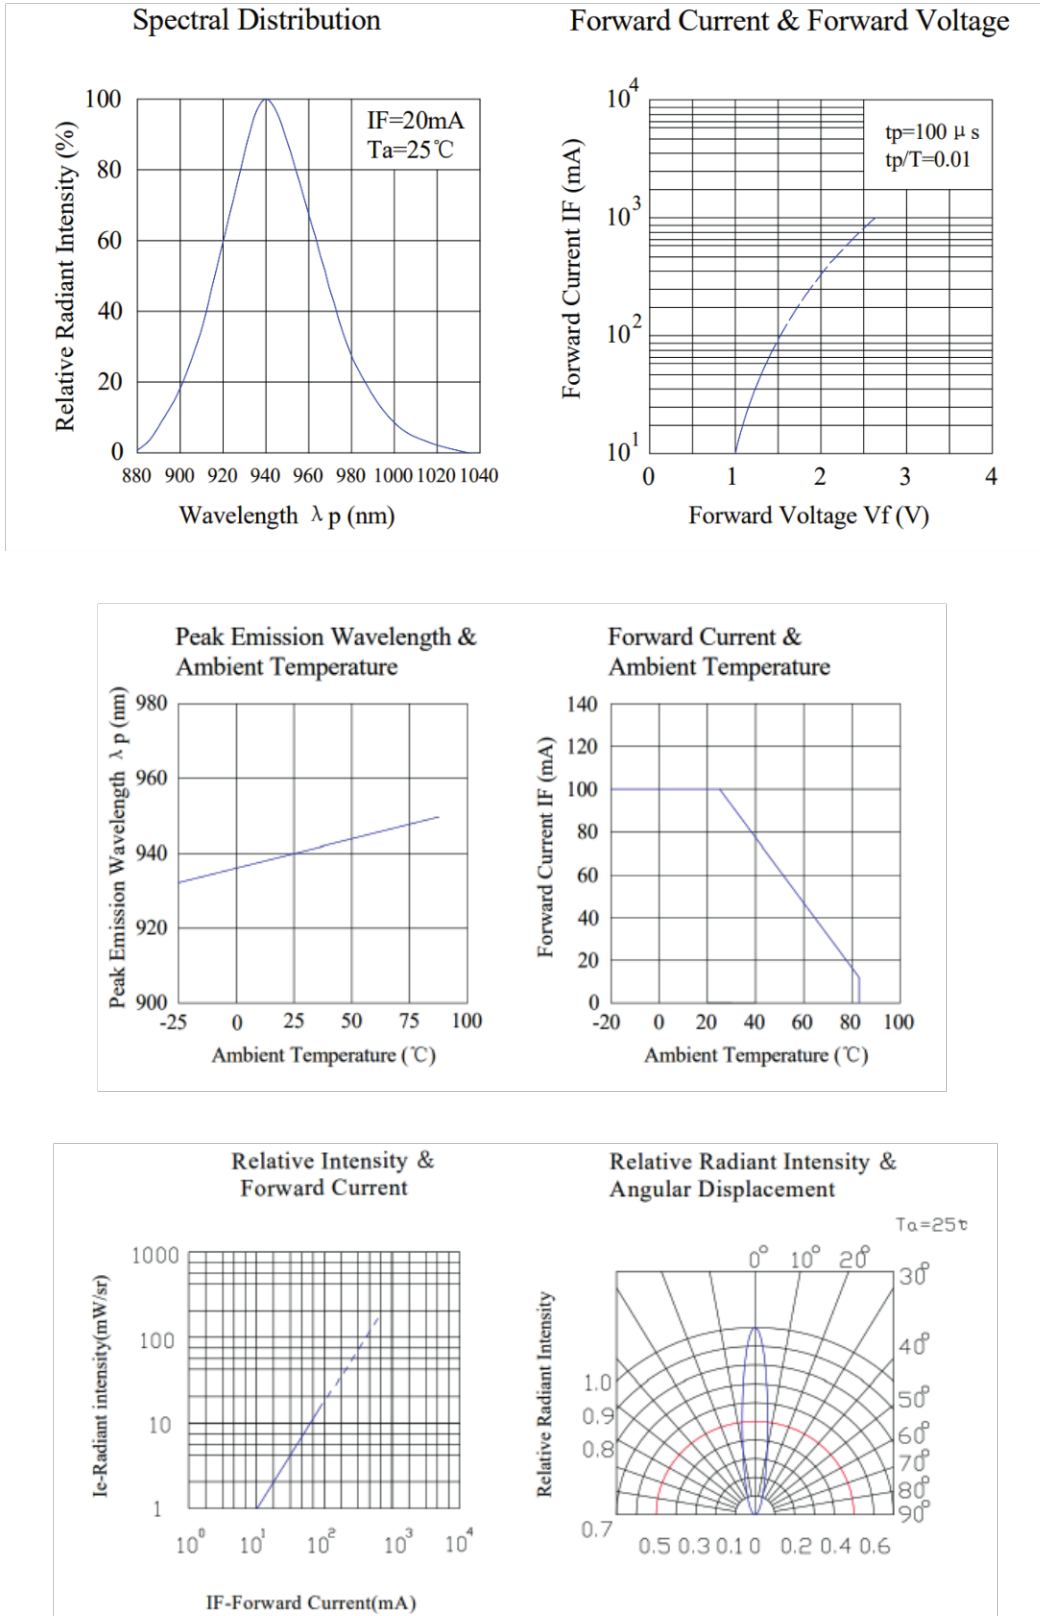 Spectral Distribution
Relative Radiant Intensity (%)
100
80
60
40
20
0
IF=20mA
Ta=25℃
880 900 920 940 960 980 1000 1020 1040
Wavelength λp (nm)
Forward Current & Forward Voltage
Forward Current IF (mA)
10⁴
10³
10²
10¹
tp=100 μs
tp/T=0.01
0 1 2 3 4
Forward Voltage Vf (V)
Peak Emission Wavelength &
Ambient Temperature
Peak Emission Wavelength λp (nm)
980
960
940
920
900
-25 0 25 50 75 100
Ambient Temperature (℃)
Forward Current &
Ambient Temperature
Forward Current IF (mA)
140
120
100
80
60
40
20
0
-20 0 20 40 60 80 100
Ambient Temperature (℃)
Relative Intensity &
Forward Current
Ie-Radiant intensity(mW/sr)
1000
100
10
1
10⁰ 10¹ 10² 10³ 10⁴
IF-Forward Current(mA)
Relative Radiant Intensity &
Angular Displacement
Ta=25℃
Relative Radiant Intensity
0° 10° 20°
30°
40°
50°
60°
70°
80°
90°
1.0
0.9
0.8
0.7
0.5 0.3 0.1 0 0.2 0.4 0.6